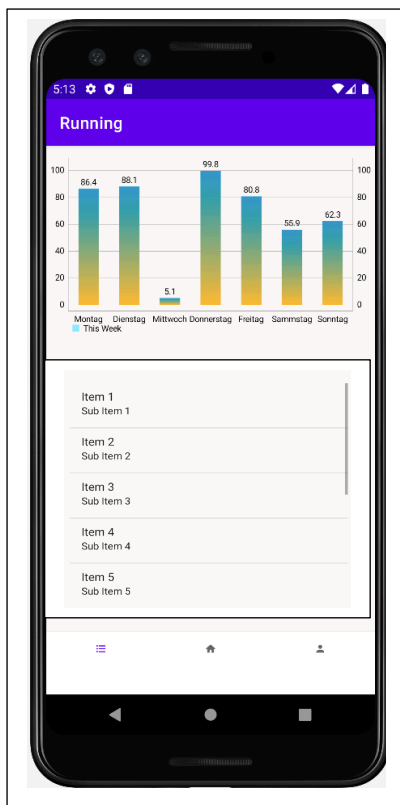 5:13
Running
99.8
100 100
86.4 88.1 80.8
80 80
62.3
60 55.9 60
40 40
20 20
5.1
0 0
Montag Dienstag Mittwoch Donnerstag Freitag Sammstag Sonntag
This Week
Item 1
Sub Item 1
Item 2
Sub Item 2
Item 3
Sub Item 3
Item 4
Sub Item 4
Item 5
Sub Item 5